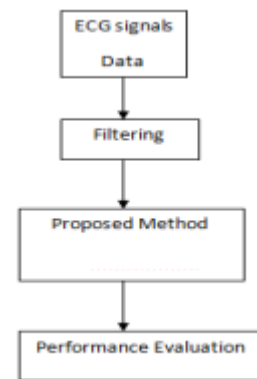 ECG signals
Data
Filtering
Proposed Method
Performance Evaluation